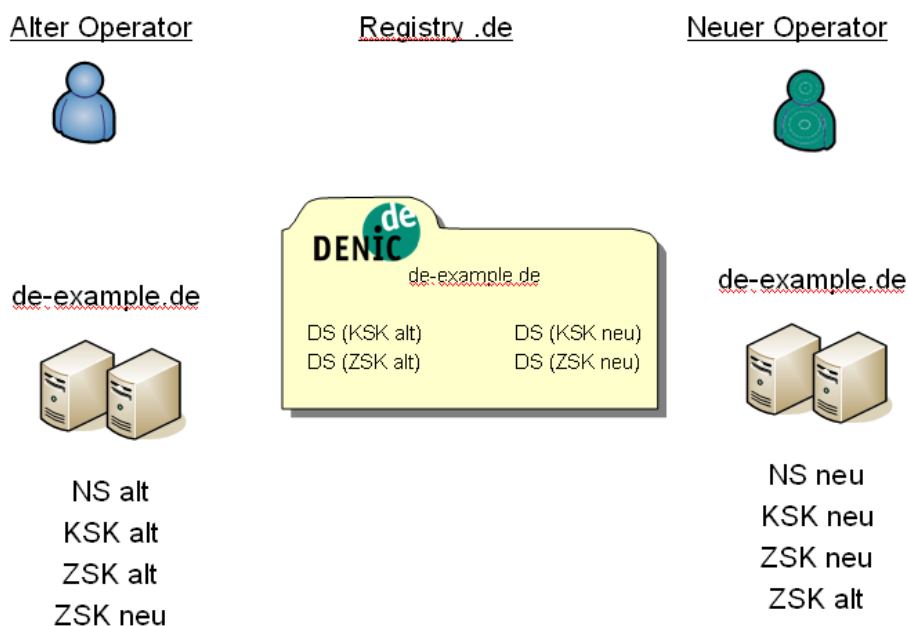 Alter Operator
Registry .de
Neuer Operator
DENIC de
de-example.de
DS (KSK alt)
DS (ZSK alt)
DS (KSK neu)
DS (ZSK neu)
de-example.de
NS alt
KSK alt
ZSK alt
ZSK neu
de-example.de
NS neu
KSK neu
ZSK neu
ZSK alt